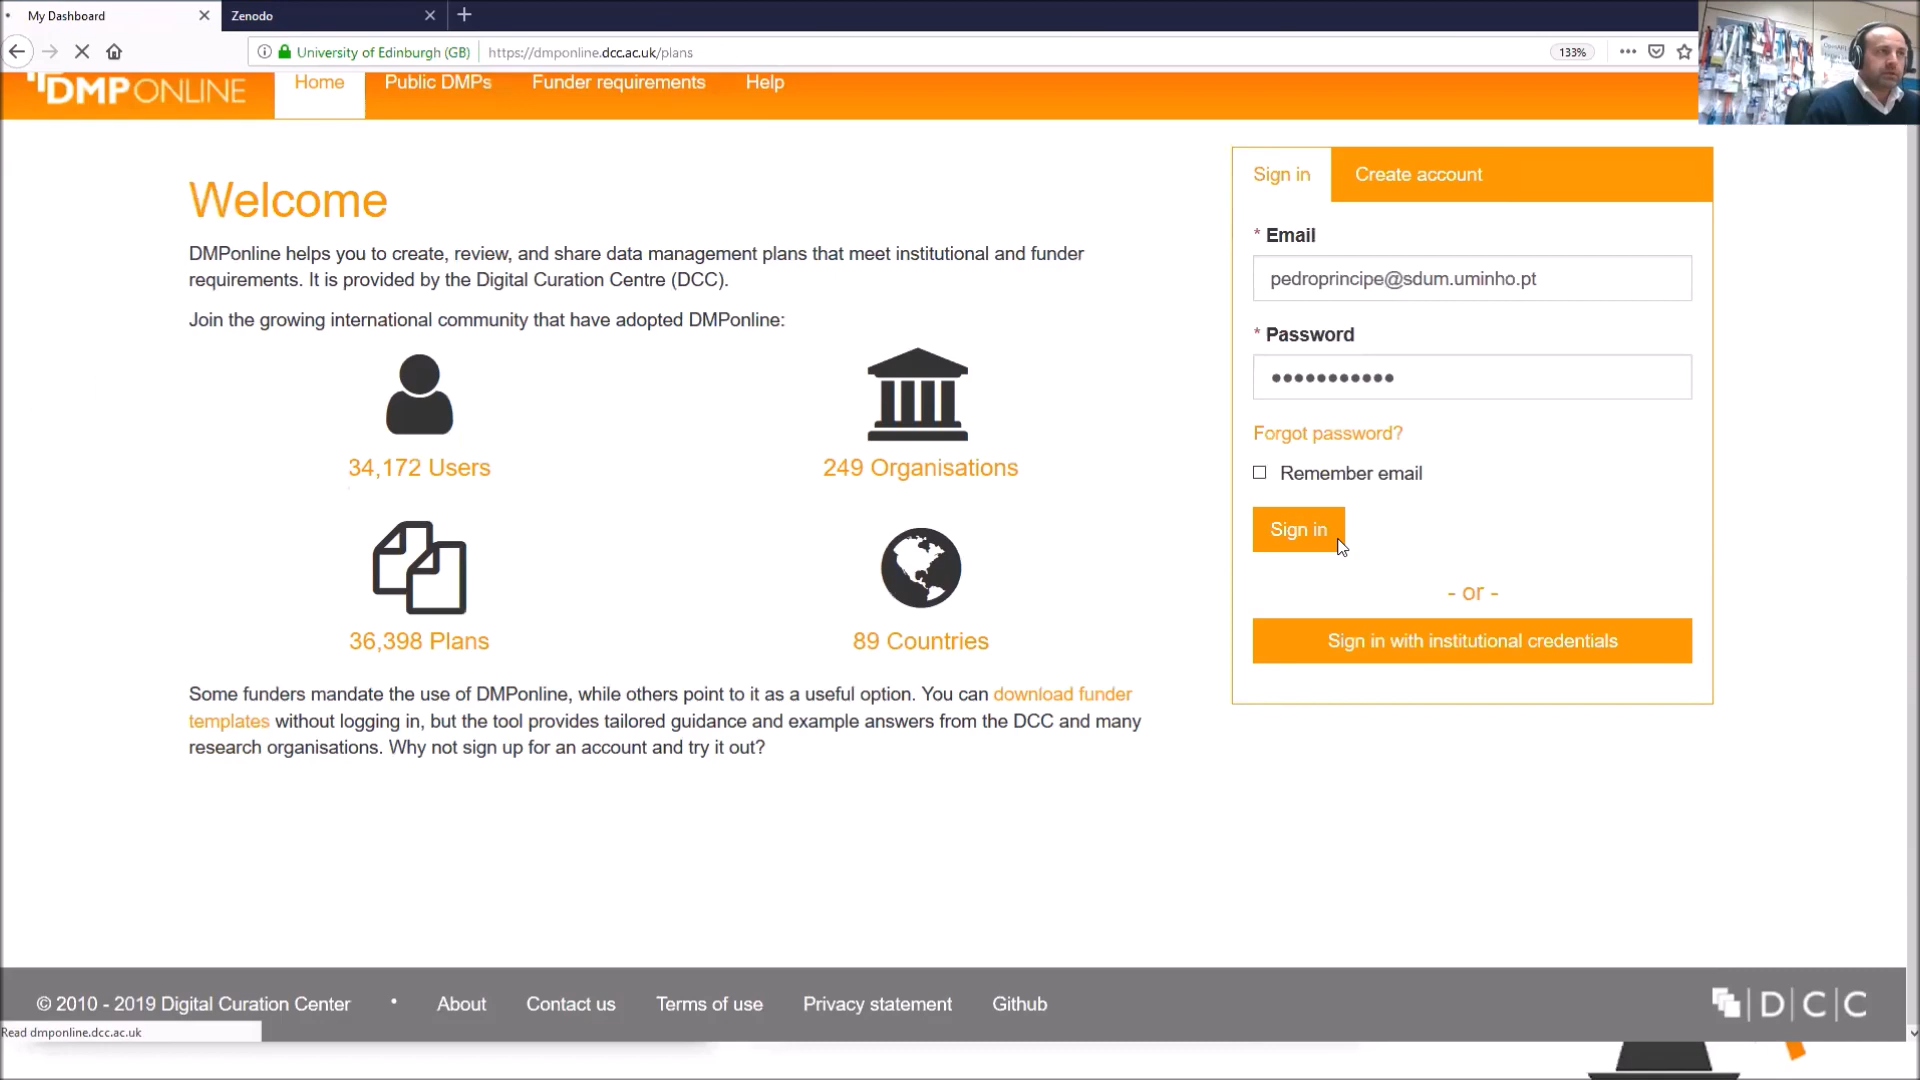 My Dashboard
Zenodo
University of Edinburgh (GB)
https://dmponline.dcc.ac.uk/plans
133%
DMPONLINE
Home
Public DMPs
Funder requirements
Help
Welcome
DMPonline helps you to create, review, and share data management plans that meet institutional and funder
requirements. It is provided by the Digital Curation Centre (DCC).
Join the growing international community that have adopted DMPonline:
34,172 Users
249 Organisations
36,398 Plans
89 Countries
Some funders mandate the use of DMPonline, while others point to it as a useful option. You can download funder
templates without logging in, but the tool provides tailored guidance and example answers from the DCC and many
research organisations. Why not sign up for an account and try it out?
Sign in
Create account
* Email
pedroprincipe@sdum.uminho.pt
* Password
Forgot password?
Remember email
Sign in
- or -
Sign in with institutional credentials
© 2010 - 2019 Digital Curation Center
About
Contact us
Terms of use
Privacy statement
Github
DCC
Read dmponline.dcc.ac.uk